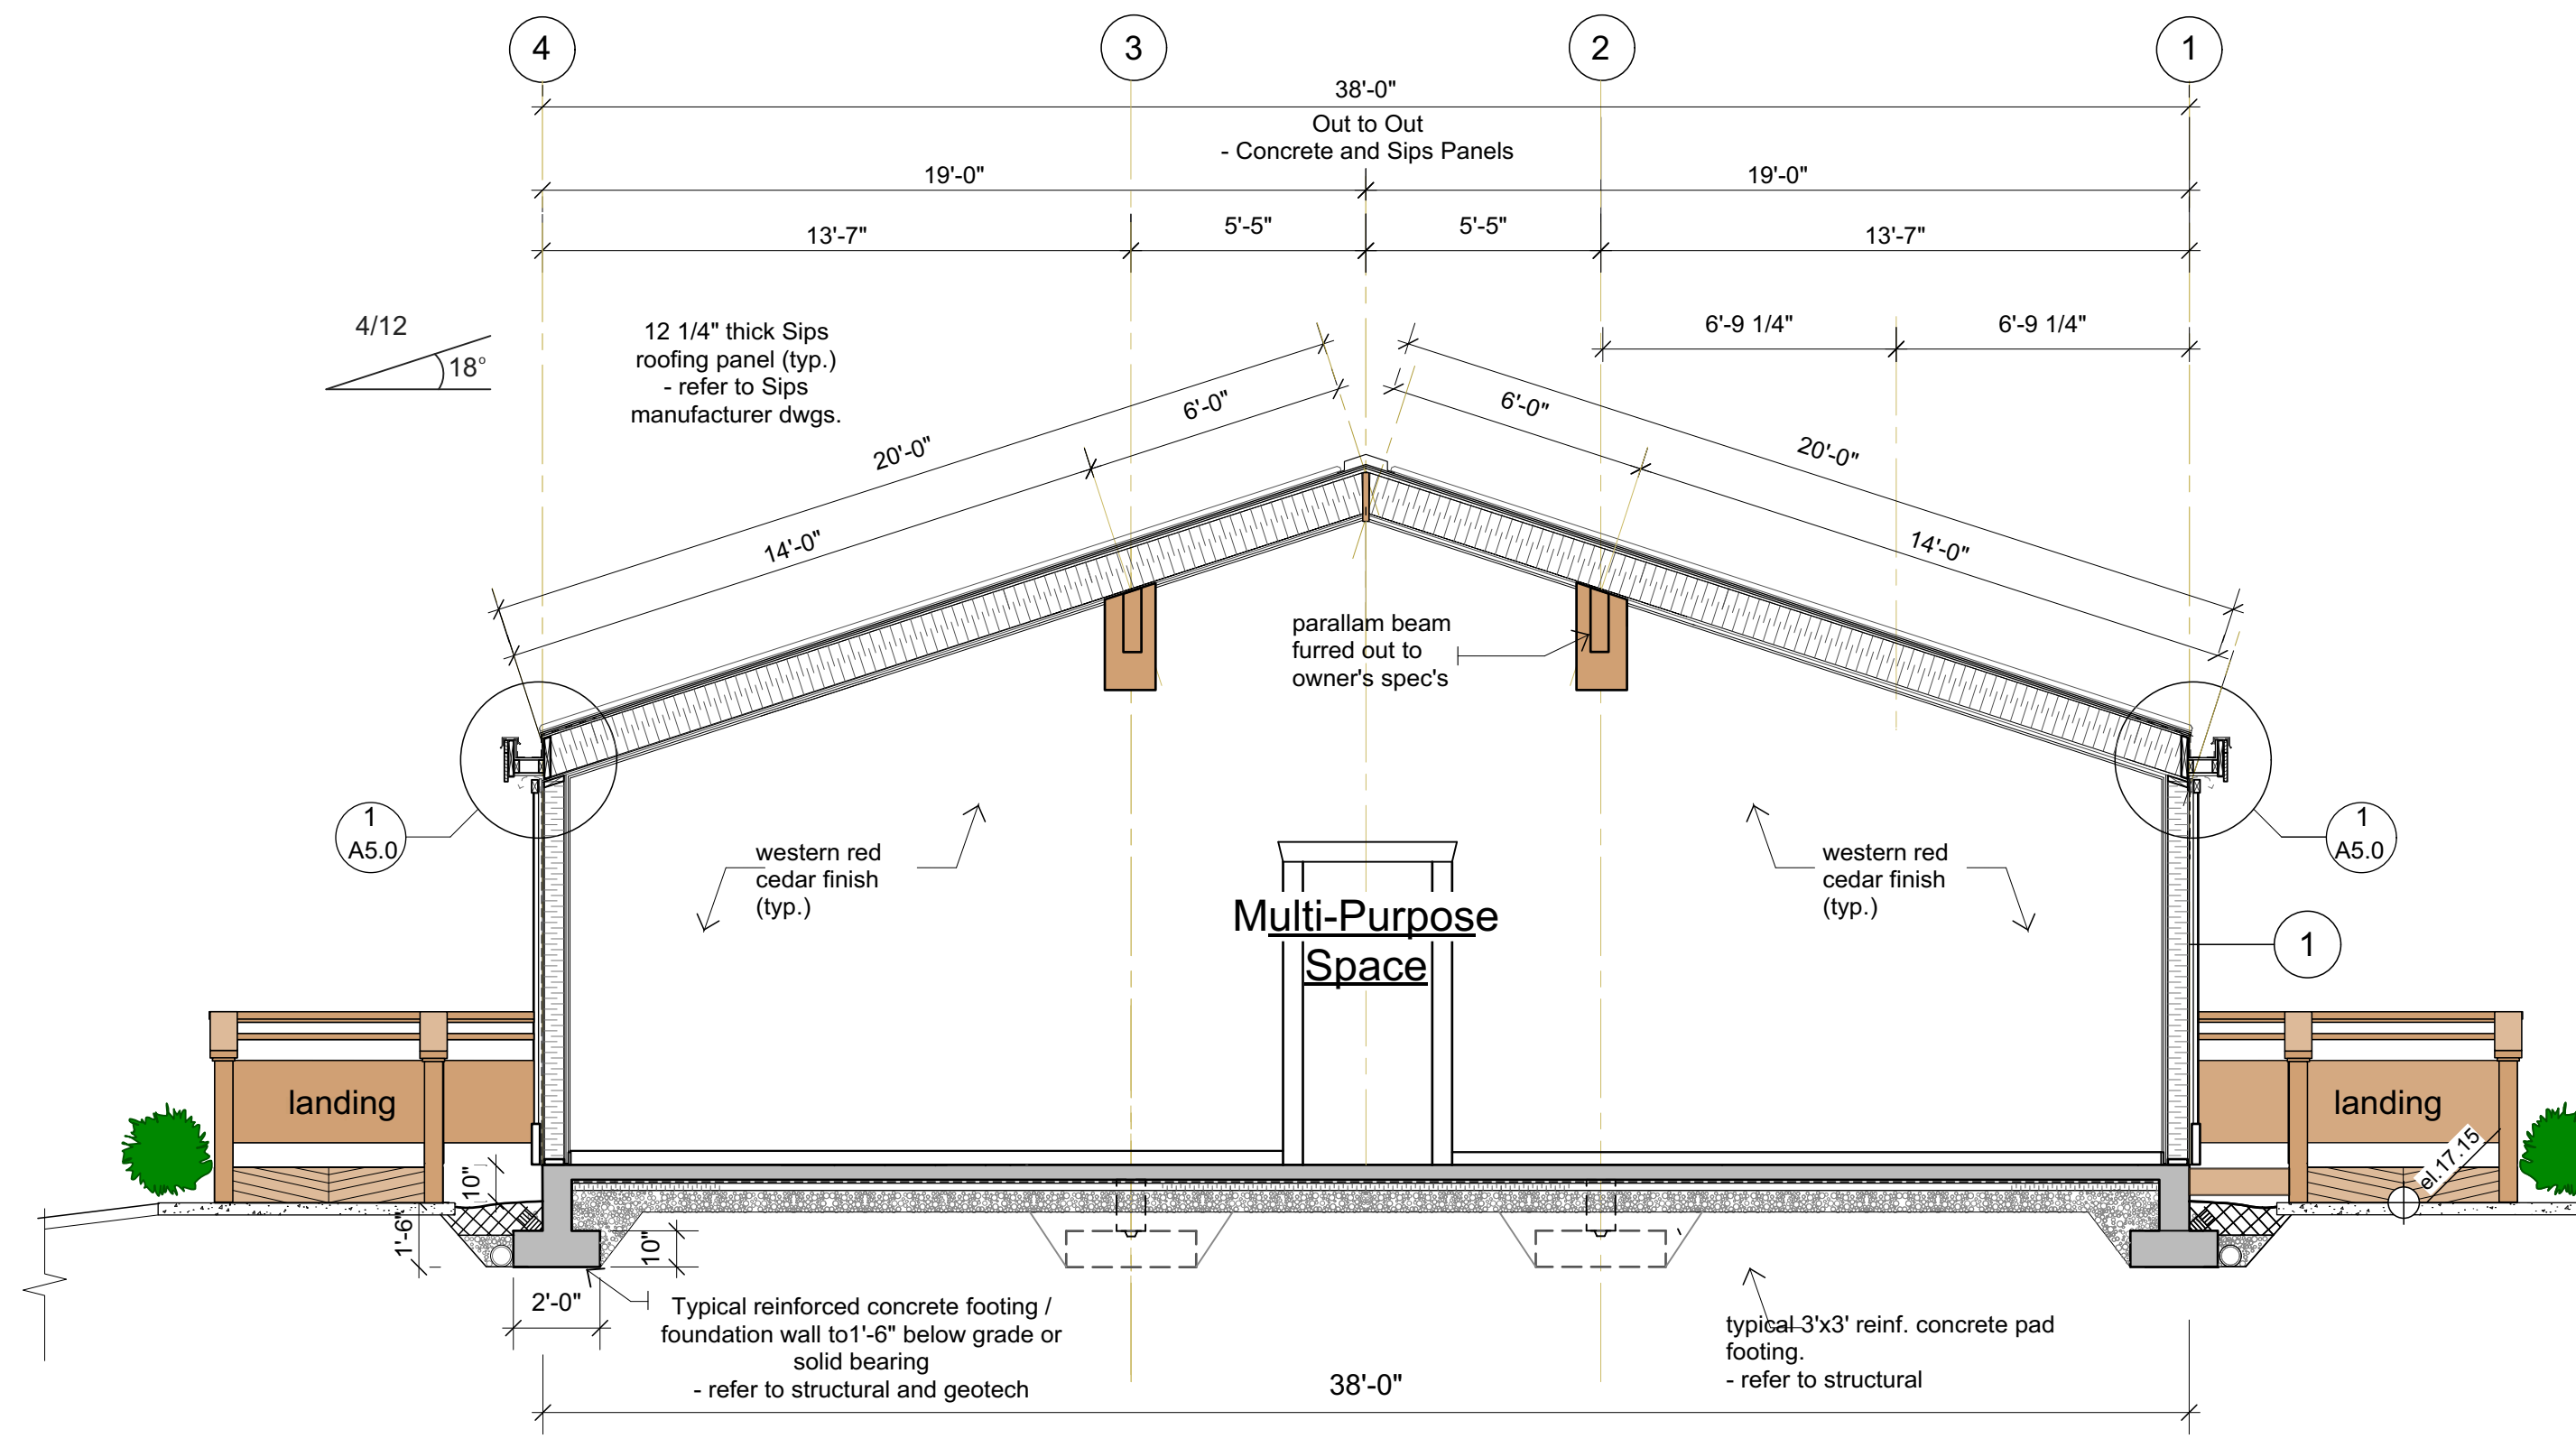 4
3
2
1
38'-0"
Out to Out
- Concrete and Sips Panels
19'-0"
19'-0"
13'-7"
5'-5"
5'-5"
13'-7"
4/12
18°
12 1/4" thick Sips
roofing panel (typ.)
- refer to Sips
manufacturer dwgs.
6'-9 1/4"
6'-9 1/4"
20'-0"
6'-0"
14'-0"
6'-0"
20'-0"
14'-0"
parallam beam
furred out to
owner's spec's
1
A5.0
1
A5.0
western red
cedar finish
(typ.)
western red
cedar finish
(typ.)
Multi-Purpose
Space
1
landing
landing
el.17.15
10"
1'-6"
10"
2'-0"
Typical reinforced concrete footing /
foundation wall to1'-6" below grade or
solid bearing
- refer to structural and geotech
typical 3'x3' reinf. concrete pad
footing.
- refer to structural
38'-0"